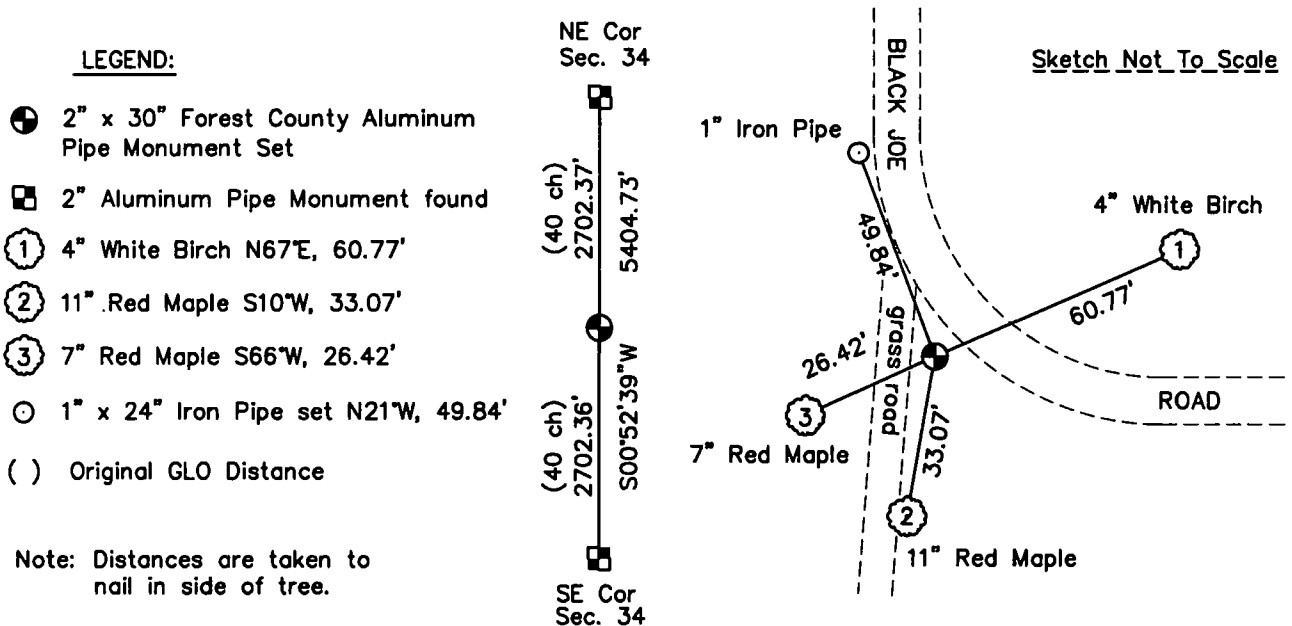 LEGEND:
2" x 30" Forest County Aluminum
Pipe Monument Set
2" Aluminum Pipe Monument found
1 4" White Birch N67°E, 60.77'
2 11" .Red Maple S10°W, 33.07'
3 7" Red Maple S66°W, 26.42'
1" x 24" Iron Pipe set N21°W, 49.84'
( ) Original GLO Distance
Note: Distances are taken to
nail in side of tree.
NE Cor
Sec. 34
(40 ch)
2702.37'
5404.73'
(40 ch)
2702.36'
S00°52'39"W
SE Cor
Sec. 34
Sketch Not To Scale
BLACK JOE
1" Iron Pipe
49.84'
4" White Birch
1
60.77'
grass road
26.42'
3
7" Red Maple
33.07'
2
11" Red Maple
ROAD